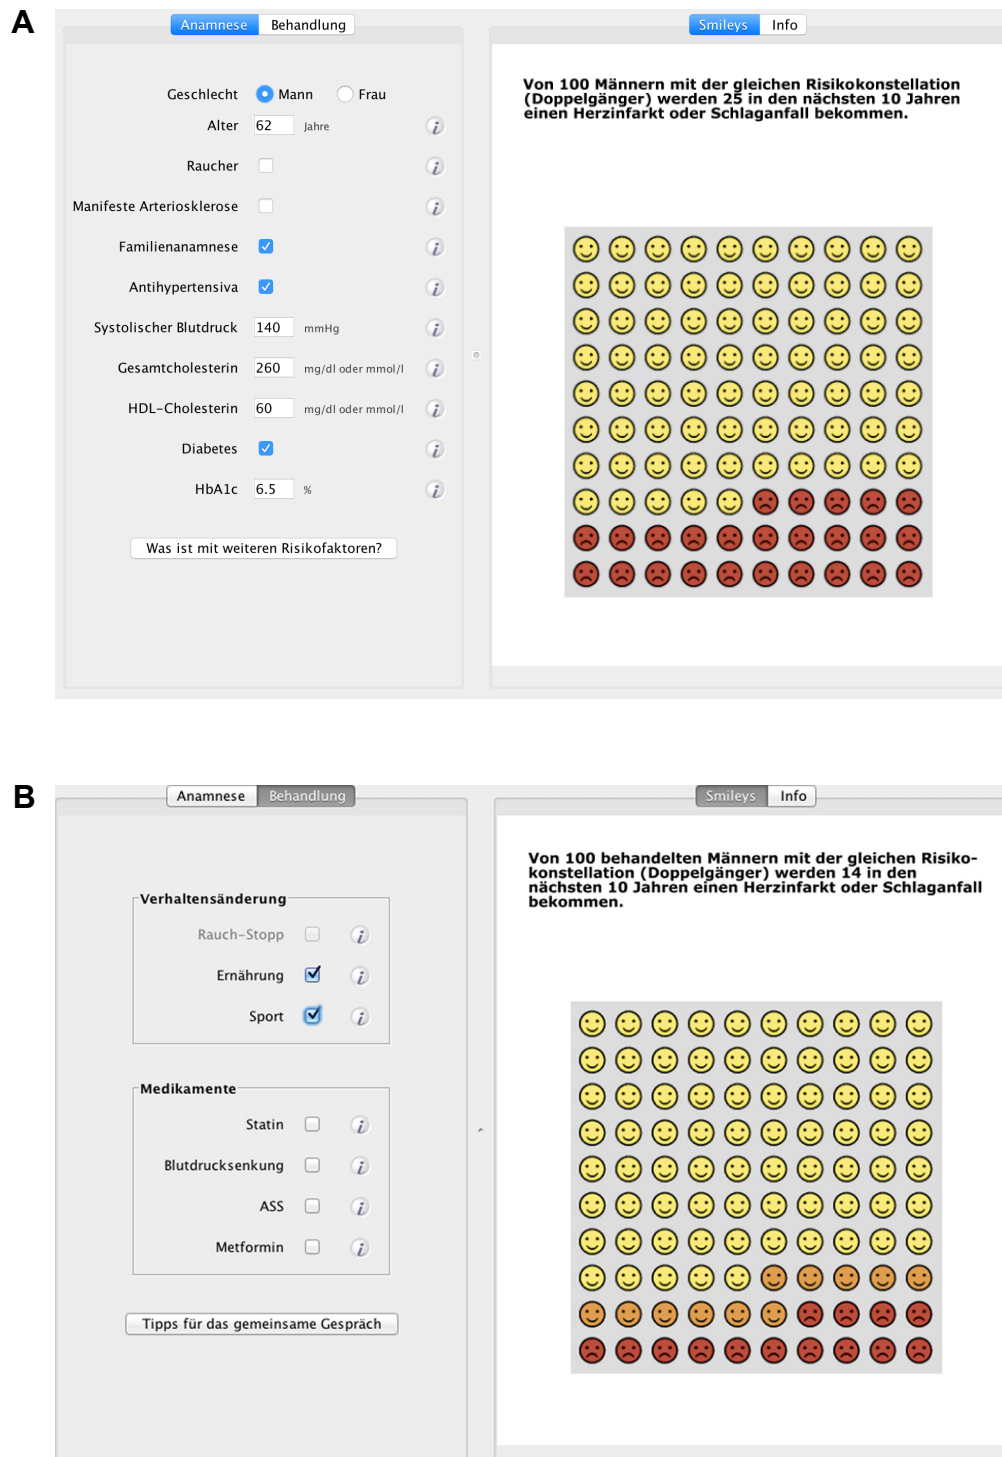 A
Anamnese Behandlung
Smileys Info
Geschlecht Mann Frau
Alter 62 Jahre i
Raucher i
Manifeste Arteriosklerose i
Familienanamnese i
Antihypertensiva i
Systolischer Blutdruck 140 mmHg i
Gesamtcholesterin 260 mg/dl oder mmol/l i
HDL-Cholesterin 60 mg/dl oder mmol/l i
Diabetes i
HbA1c 6.5 % i
Was ist mit weiteren Risikofaktoren?
Von 100 Männern mit der gleichen Risikokonstellation
(Doppelgänger) werden 25 in den nächsten 10 Jahren
einen Herzinfarkt oder Schlaganfall bekommen.
B
Anamnese Behandlung
Smileys Info
Verhaltensänderung
Rauch-Stopp i
Ernährung i
Sport i
Medikamente
Statin i
Blutdrucksenkung i
ASS i
Metformin i
Tipps für das gemeinsame Gespräch
Von 100 behandelten Männern mit der gleichen Risiko-
konstellation (Doppelgänger) werden 14 in den
nächsten 10 Jahren einen Herzinfarkt oder Schlaganfall
bekommen.